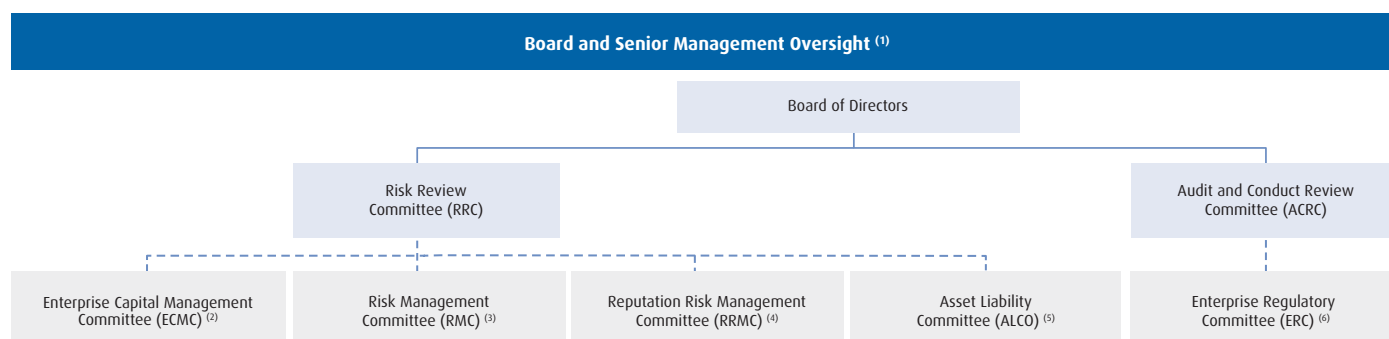 Board and Senior Management Oversight (1)
Board of Directors
Risk Review
Committee (RRC)
Audit and Conduct Review
Committee (ACRC)
Enterprise Capital Management
Committee (ECMC) (2)
Risk Management
Committee (RMC) (3)
Reputation Risk Management
Committee (RRMC) (4)
Asset Liability
Committee (ALCO) (5)
Enterprise Regulatory
Committee (ERC) (6)